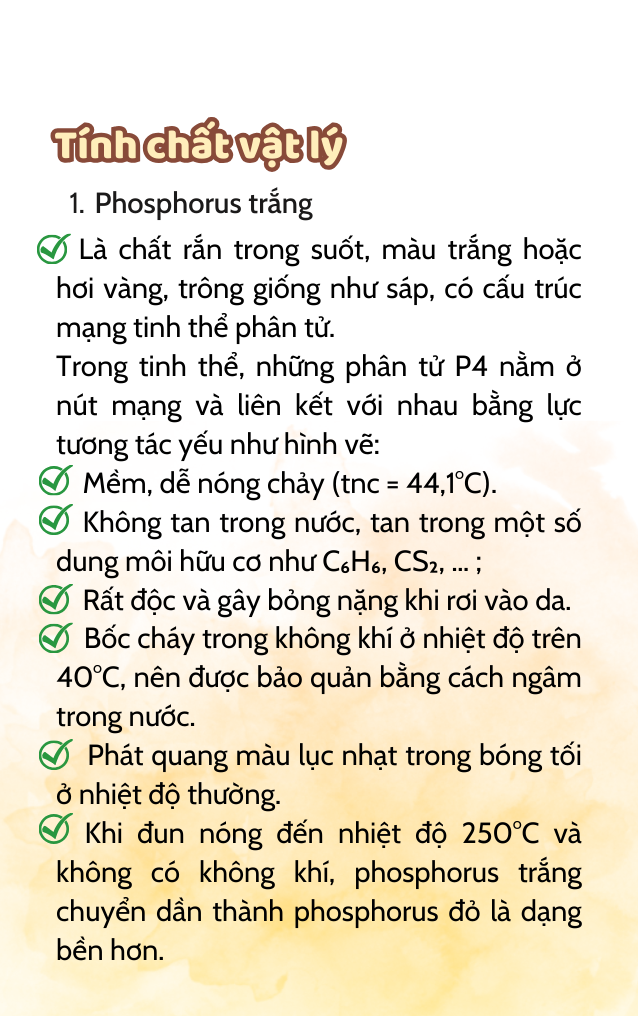 Tính chất vật lý
1. Phosphorus trắng
Là chất rắn trong suốt, màu trắng hoặc
hơi vàng, trông giống như sáp, có cấu trúc
mạng tinh thể phân tử.
Trong tinh thể, những phân tử P4 nằm ở
nút mạng và liên kết với nhau bằng lực
tương tác yếu như hình vẽ:
Mềm, dễ nóng chảy (tnc = 44,1°C).
Không tan trong nước, tan trong một số
dung môi hữu cơ như C₆H₆, CS₂, ... ;
Rất độc và gây bỏng nặng khi rơi vào da.
Bốc cháy trong không khí ở nhiệt độ trên
40°C, nên được bảo quản bằng cách ngâm
trong nước.
Phát quang màu lục nhạt trong bóng tối
ở nhiệt độ thường.
Khi đun nóng đến nhiệt độ 250°C và
không có không khí, phosphorus trắng
chuyển dần thành phosphorus đỏ là dạng
bền hơn.